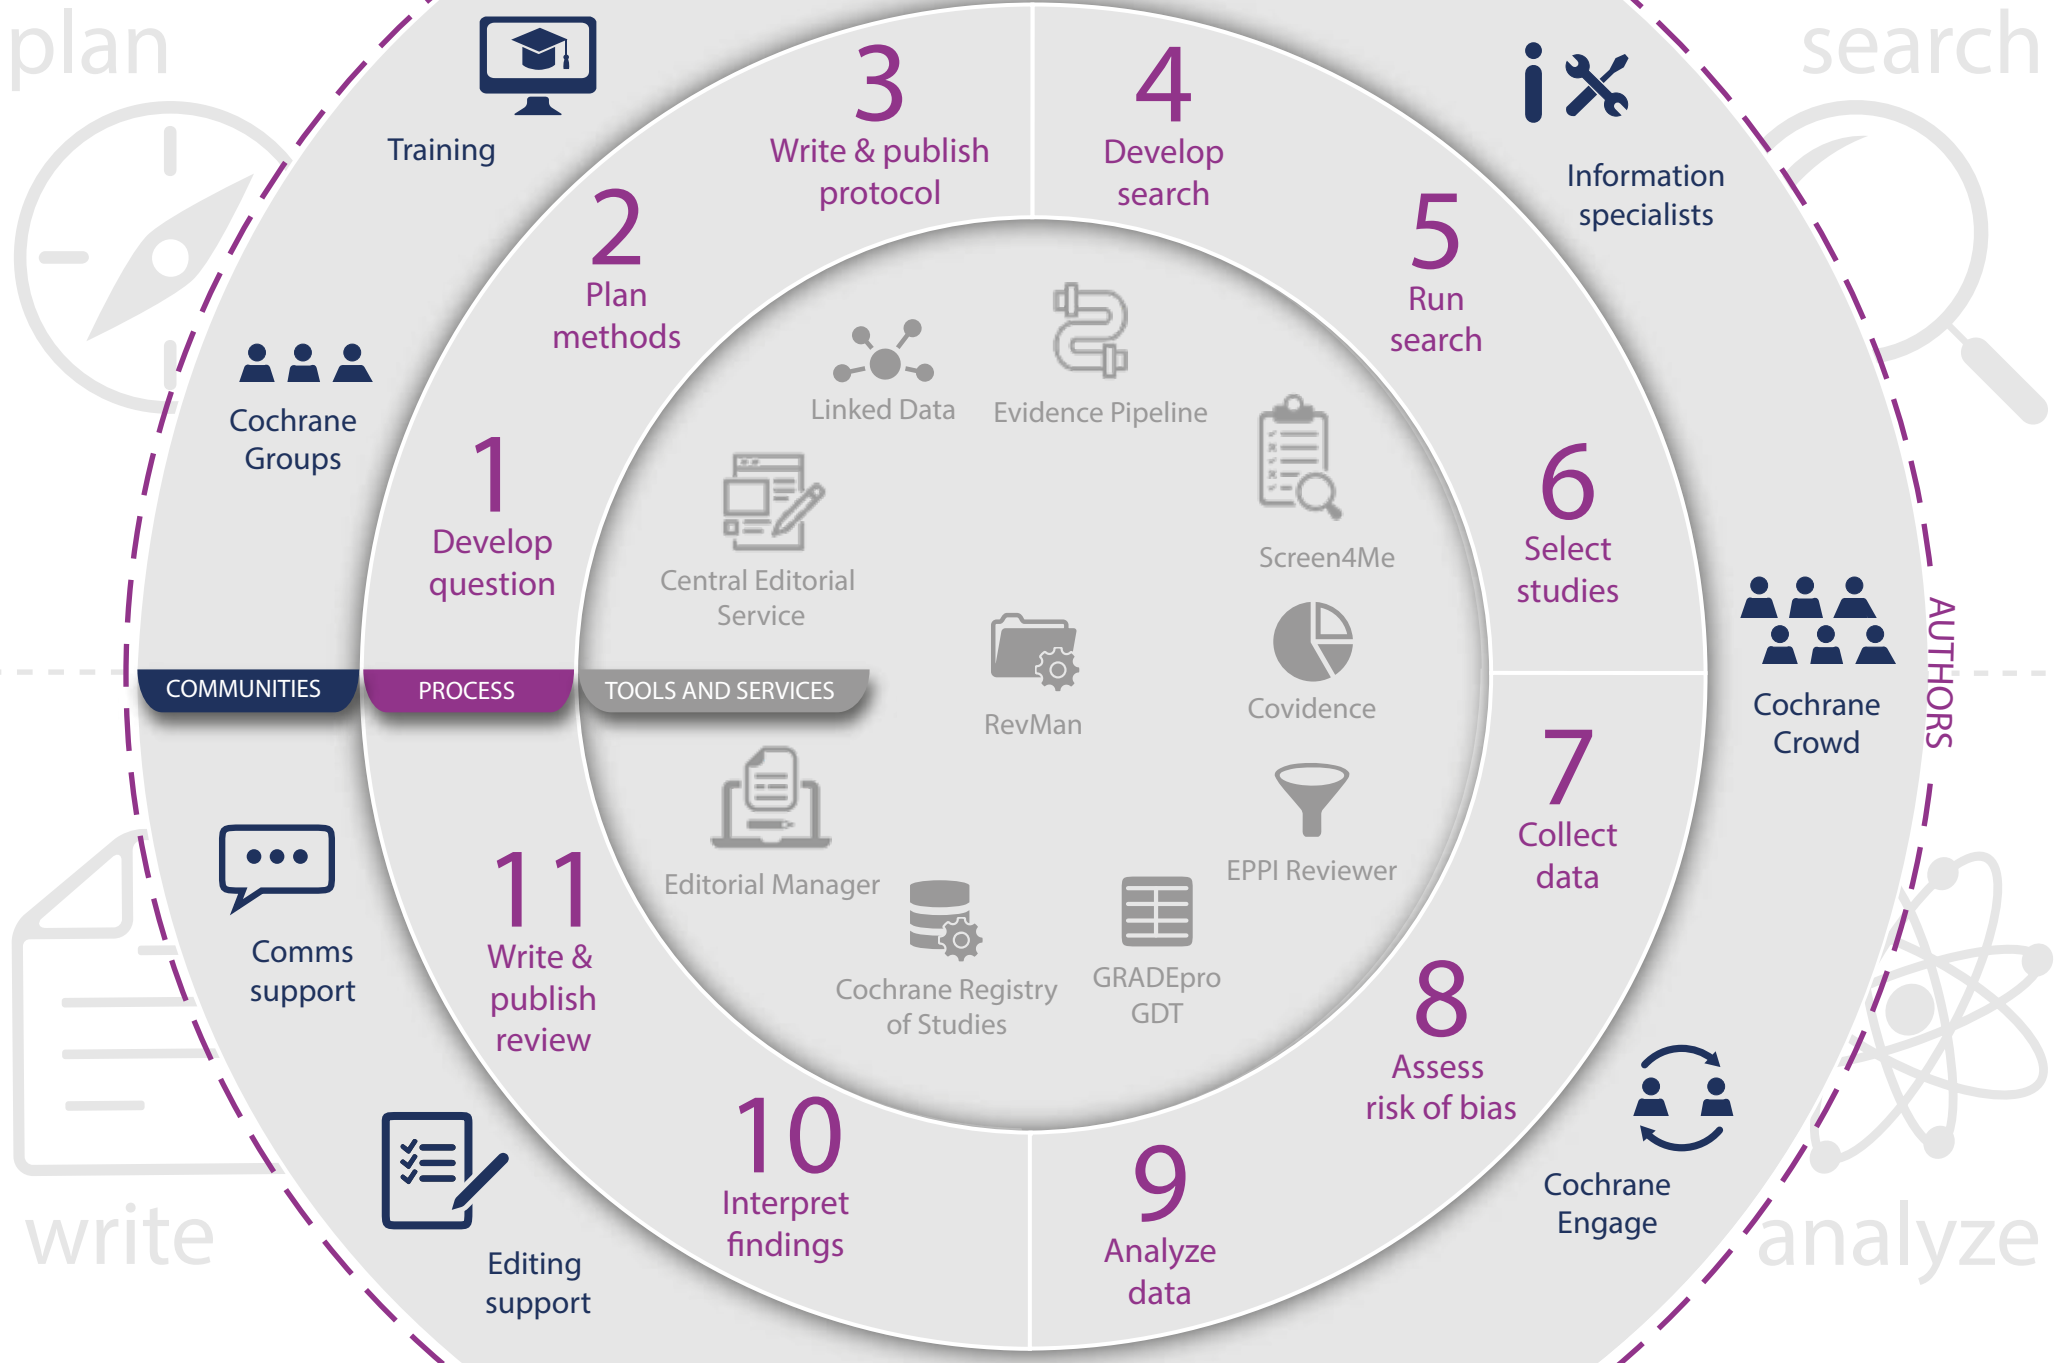 plan
search
Training
Information
specialists
Cochrane
Groups
3
Write & publish
protocol
4
Develop
search
2
Plan
methods
5
Run
search
1
Develop
question
6
Select
studies
Linked Data
Evidence Pipeline
Central Editorial
Service
Screen4Me
RevMan
Covidence
COMMUNITIES
PROCESS
TOOLS AND SERVICES
AUTHORS
Cochrane
Crowd
7
Collect
data
Editorial Manager
EPPI Reviewer
Cochrane Registry
of Studies
GRADEpro
GDT
Comms
support
11
Write &
publish
review
8
Assess
risk of bias
10
Interpret
findings
9
Analyze
data
Cochrane
Engage
Editing
support
write
analyze